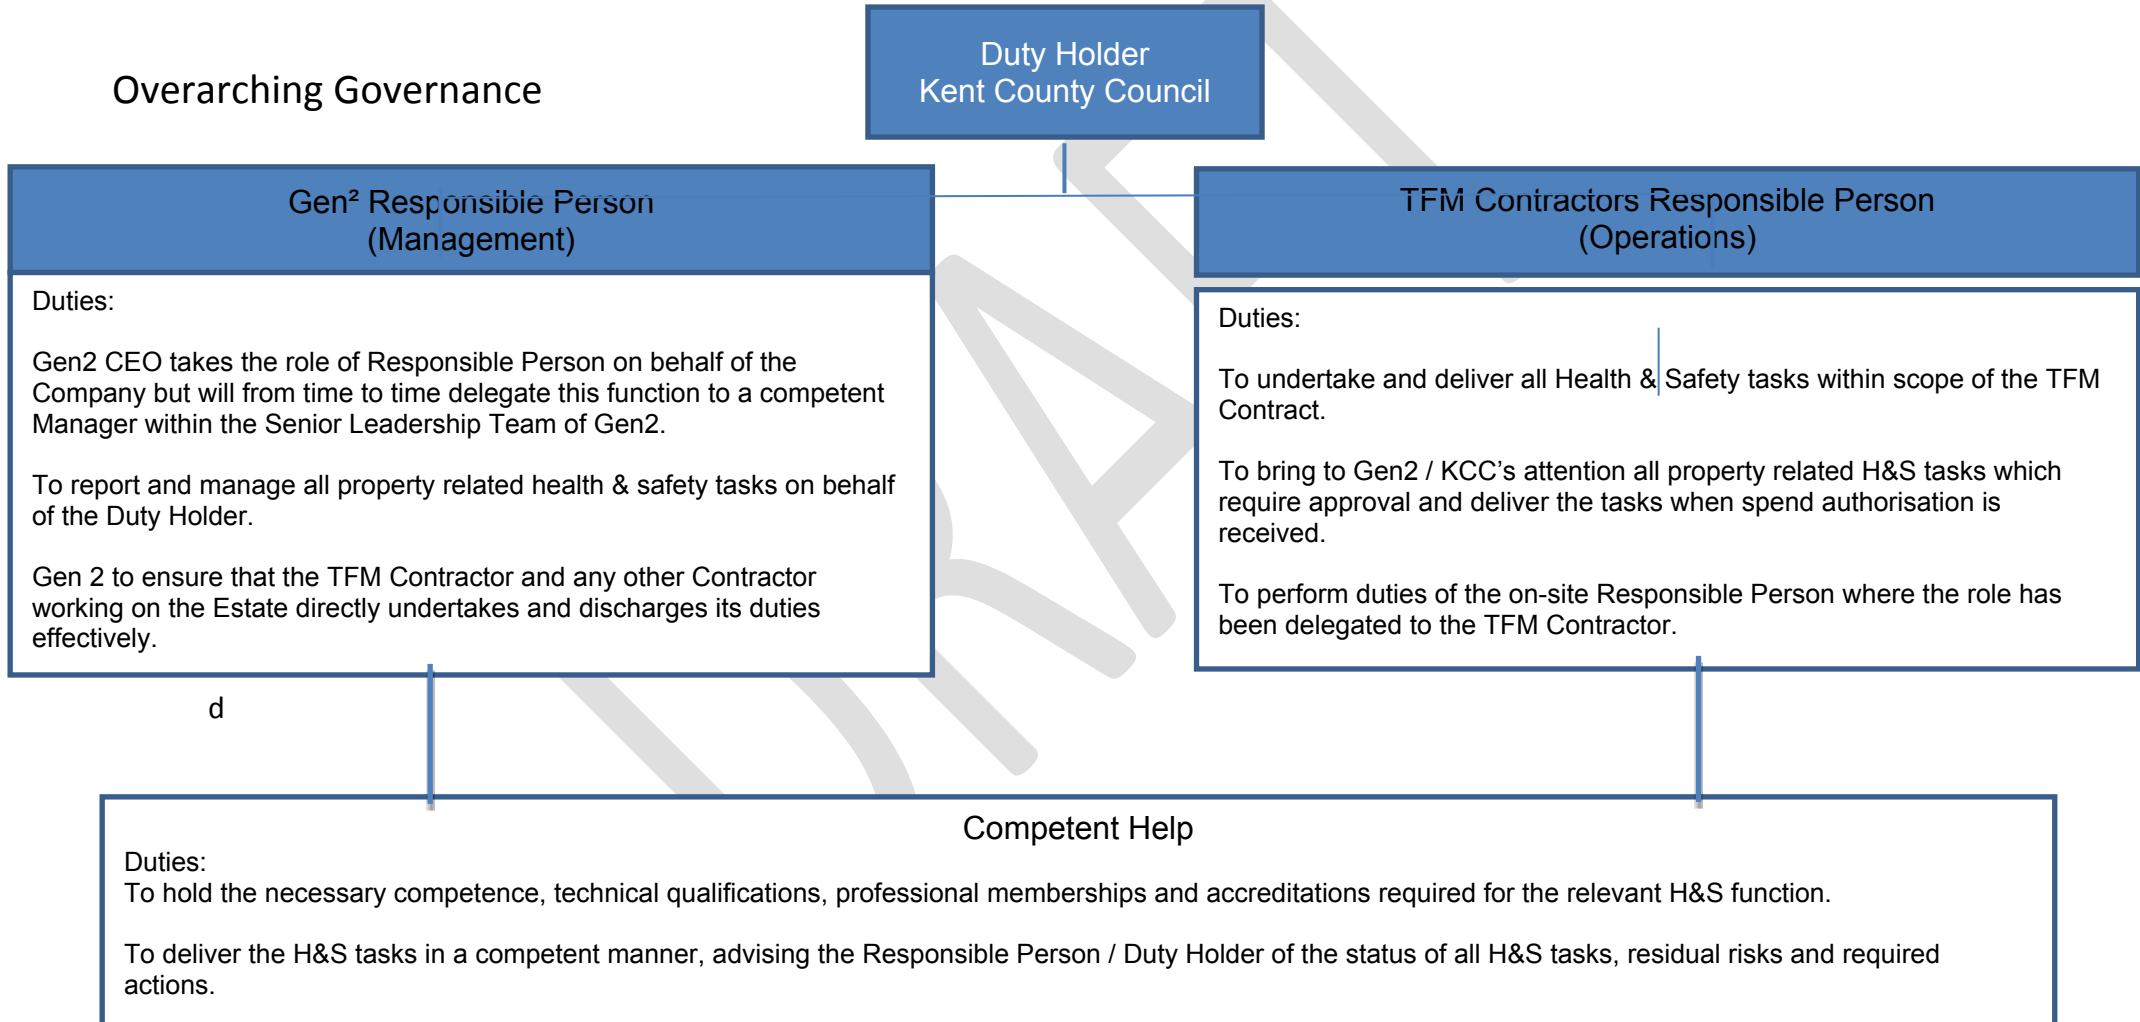 Overarching Governance
Duty Holder
Kent County Council
Gen² Responsible Person
(Management)
Duties:
Gen2 CEO takes the role of Responsible Person on behalf of the
Company but will from time to time delegate this function to a competent
Manager within the Senior Leadership Team of Gen2.
To report and manage all property related health & safety tasks on behalf
of the Duty Holder.
Gen 2 to ensure that the TFM Contractor and any other Contractor
working on the Estate directly undertakes and discharges its duties
effectively.
TFM Contractors Responsible Person
(Operations)
Duties:
To undertake and deliver all Health & Safety tasks within scope of the TFM
Contract.
To bring to Gen2 / KCC’s attention all property related H&S tasks which
require approval and deliver the tasks when spend authorisation is
received.
To perform duties of the on-site Responsible Person where the role has
been delegated to the TFM Contractor.
d
Competent Help
Duties:
To hold the necessary competence, technical qualifications, professional memberships and accreditations required for the relevant H&S function.
To deliver the H&S tasks in a competent manner, advising the Responsible Person / Duty Holder of the status of all H&S tasks, residual risks and required
actions.
DRAFT